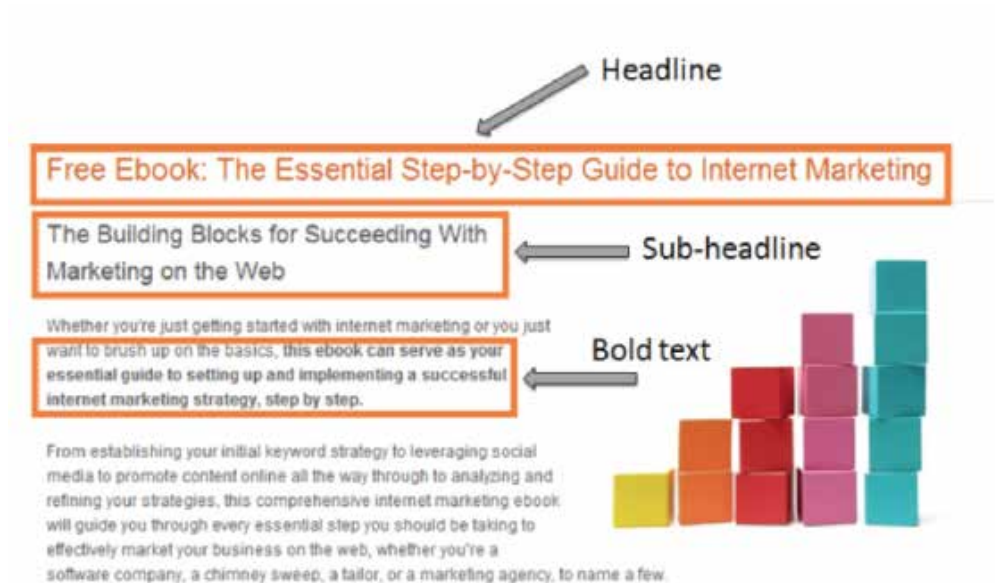 Headline
Free Ebook: The Essential Step-by-Step Guide to Internet Marketing
The Building Blocks for Succeeding With
Marketing on the Web
Sub-headline
Whether you're just getting started with internet marketing or you just
want to brush up on the basics, this ebook can serve as your
essential guide to setting up and implementing a successful
internet marketing strategy, step by step.
Bold text
From establishing your initial keyword strategy to leveraging social
media to promote content online all the way through to analyzing and
refining your strategies, this comprehensive internet marketing ebook
will guide you through every essential step you should be taking to
effectively market your business on the web, whether you're a
software company, a chimney sweep, a tailor, or a marketing agency, to name a few.